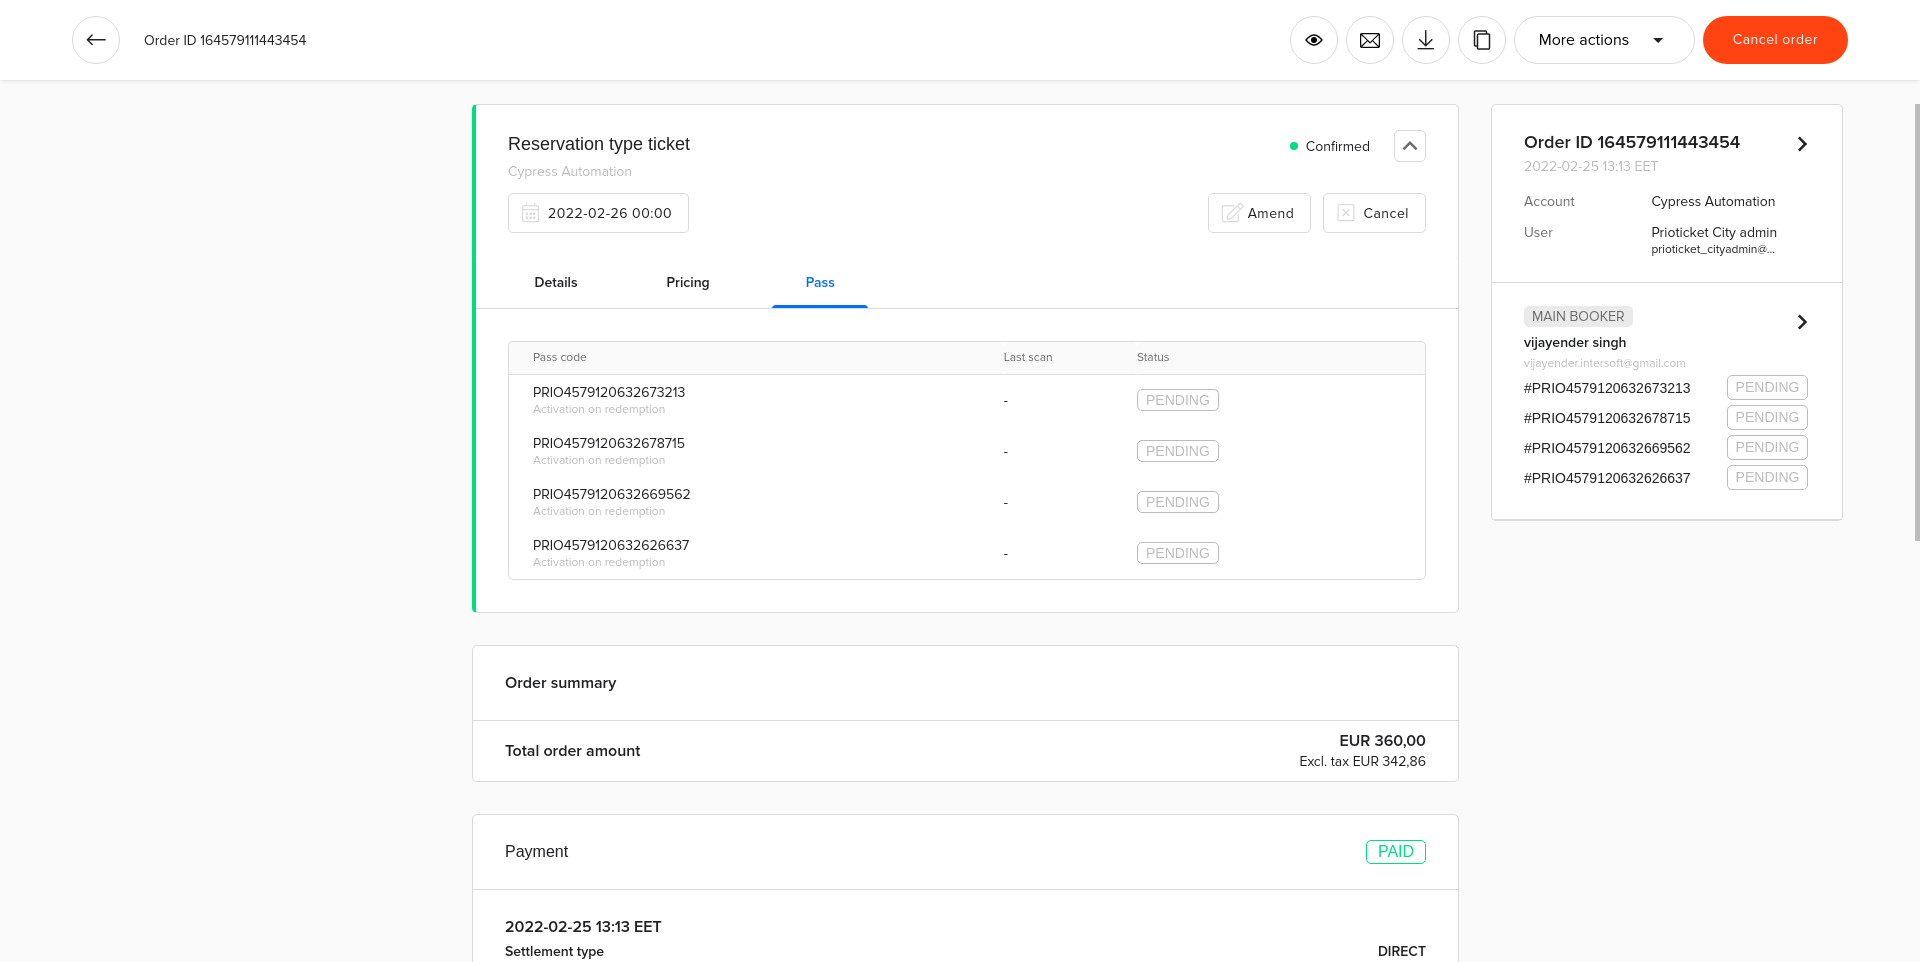 Order ID 164579111443454
More actions
Cancel order
Reservation type ticket
Confirmed
Cypress Automation
2022-02-26 00:00
Amend
Cancel
Details
Pricing
Pass
Pass code
Last scan
Status
PRIO4579120632673213
Activation on redemption
-
PENDING
PRIO4579120632678715
Activation on redemption
-
PENDING
PRIO4579120632669562
Activation on redemption
-
PENDING
PRIO4579120632626637
Activation on redemption
-
PENDING
Order summary
Total order amount
EUR 360,00
Excl. tax EUR 342,86
Payment
PAID
2022-02-25 13:13 EET
Settlement type
DIRECT
Order ID 164579111443454
2022-02-25 13:13 EET
Account
Cypress Automation
User
Prioticket City admin
prioticket_cityadmin@...
MAIN BOOKER
vijayender singh
vijayender.intersoft@gmail.com
#PRIO4579120632673213
PENDING
#PRIO4579120632678715
PENDING
#PRIO4579120632669562
PENDING
#PRIO4579120632626637
PENDING